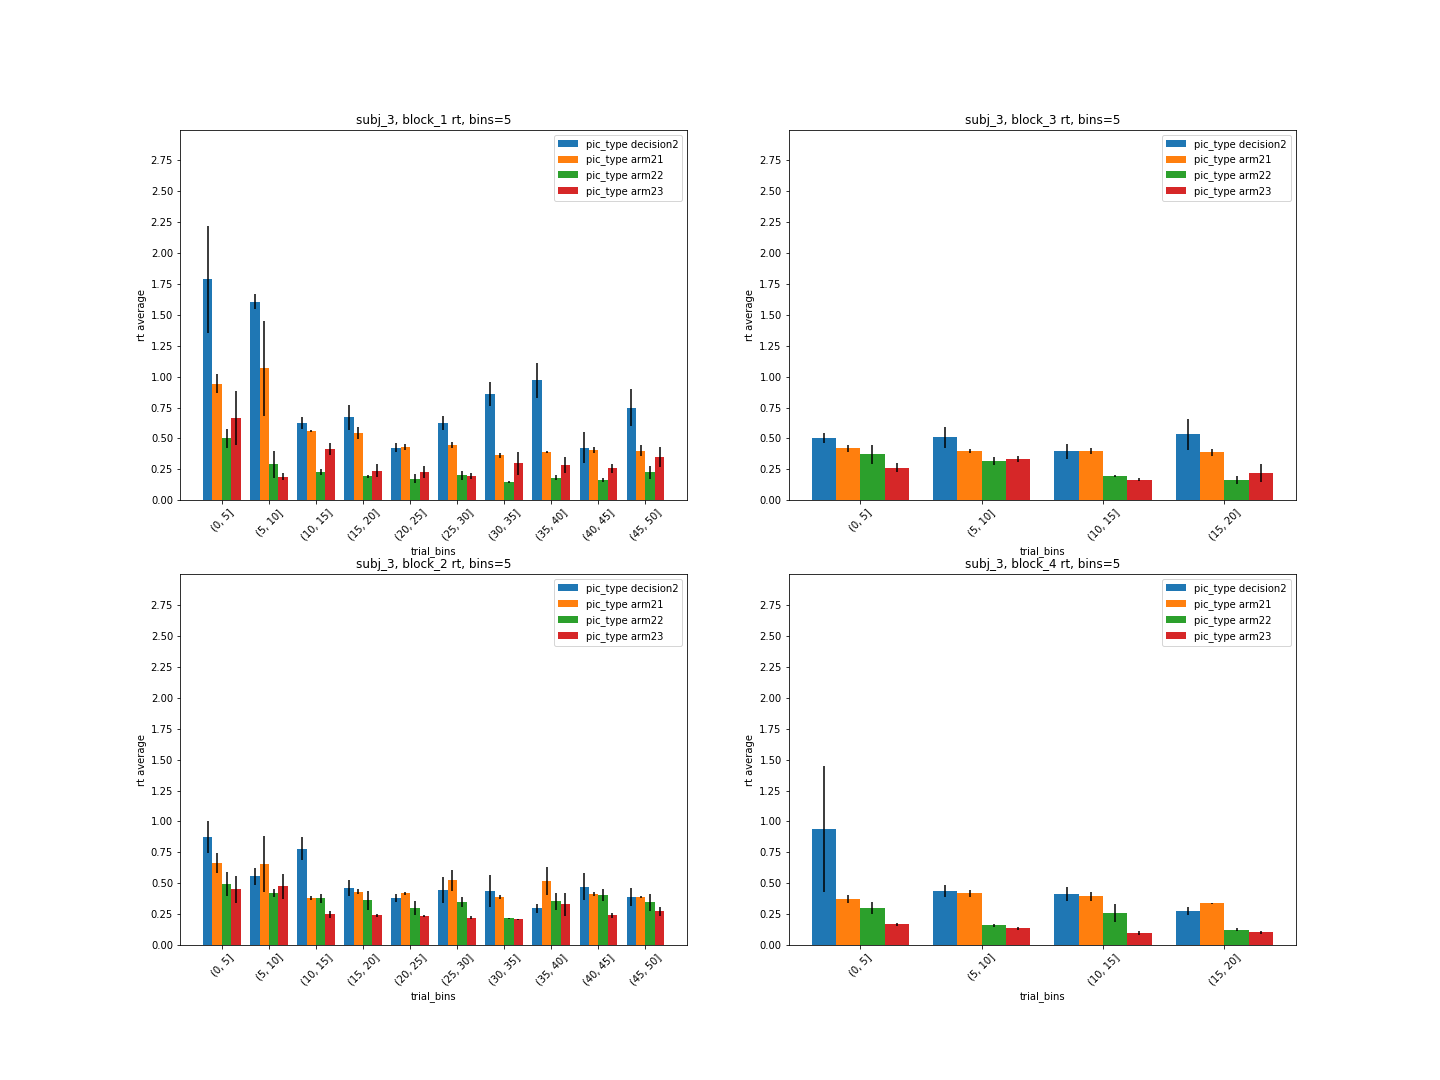 subj_3, block_1 rt, bins=5
pic_type decision2
pic_type arm21
pic_type arm22
pic_type arm23
rt average
2.75
2.50
2.25
2.00
1.75
1.50
1.25
1.00
0.75
0.50
0.25
0.00
(0, 5]
(5, 10]
(10, 15]
(15, 20]
(20, 25]
(25, 30]
(30, 35]
(35, 40]
(40, 45]
(45, 50]
trial_bins
subj_3, block_3 rt, bins=5
pic_type decision2
pic_type arm21
pic_type arm22
pic_type arm23
rt average
2.75
2.50
2.25
2.00
1.75
1.50
1.25
1.00
0.75
0.50
0.25
0.00
(0, 5]
(5, 10]
(10, 15]
(15, 20]
trial_bins
subj_3, block_2 rt, bins=5
pic_type decision2
pic_type arm21
pic_type arm22
pic_type arm23
rt average
2.75
2.50
2.25
2.00
1.75
1.50
1.25
1.00
0.75
0.50
0.25
0.00
(0, 5]
(5, 10]
(10, 15]
(15, 20]
(20, 25]
(25, 30]
(30, 35]
(35, 40]
(40, 45]
(45, 50]
trial_bins
subj_3, block_4 rt, bins=5
pic_type decision2
pic_type arm21
pic_type arm22
pic_type arm23
rt average
2.75
2.50
2.25
2.00
1.75
1.50
1.25
1.00
0.75
0.50
0.25
0.00
(0, 5]
(5, 10]
(10, 15]
(15, 20]
trial_bins